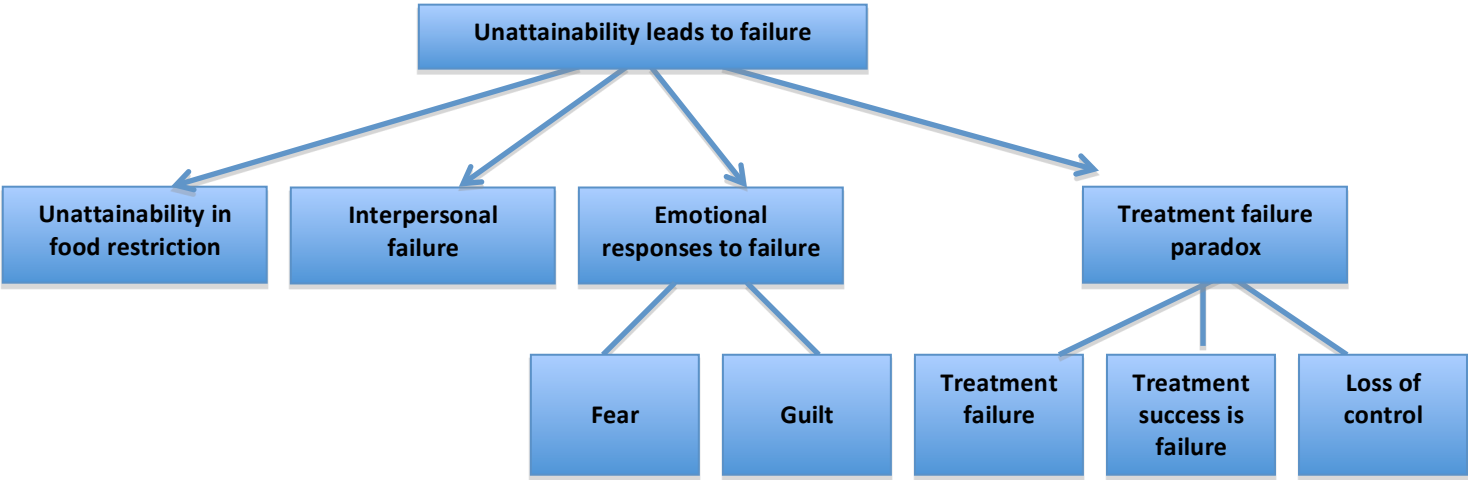 Unattainability leads to failure
Unattainability in
food restriction
Interpersonal
failure
Emotional
responses to failure
Treatment failure
paradox
Fear
Guilt
Treatment
failure
Treatment
success is
failure
Loss of
control